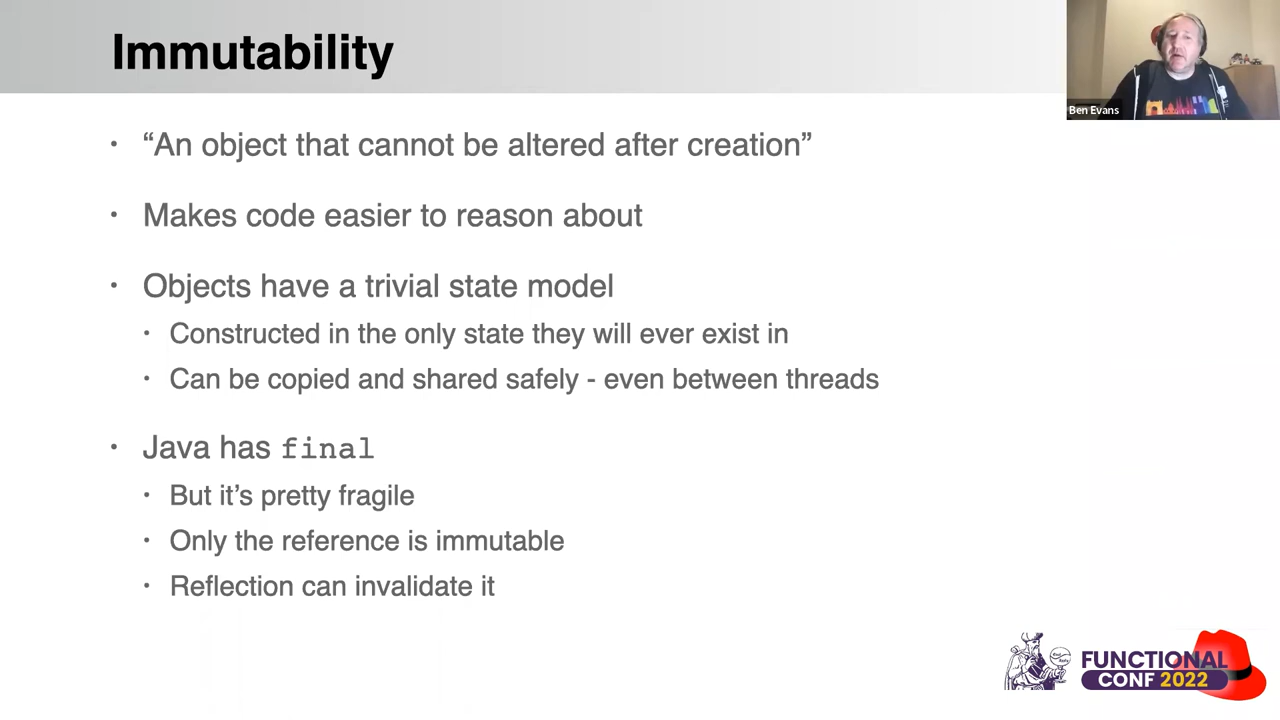 Immutability
Ben Evans
• “An object that cannot be altered after creation”
• Makes code easier to reason about
• Objects have a trivial state model
• Constructed in the only state they will ever exist in
• Can be copied and shared safely - even between threads
• Java has final
• But it’s pretty fragile
• Only the reference is immutable
• Reflection can invalidate it
FUNCTIONAL
CONF 2022